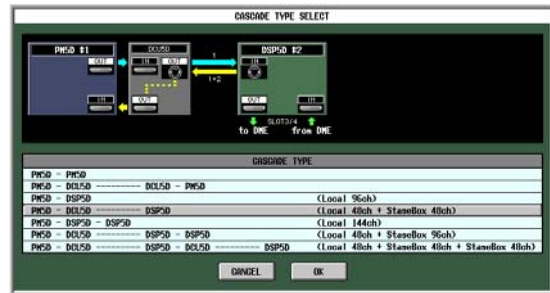 CASCADE TYPE SELECT
PM5D #1
DCU5D
DSP5D #2
OUT
IN
OUT
1
IN
1+2
IN
OUT
OUT
IN
SLOT3/4
to DME
from DME
CASCADE TYPE
PM5D - PM5D
PM5D - DCU5D --------- DCU5D - PM5D
PM5D - DSP5D (Local 96ch)
PM5D - DCU5D --------- DSP5D (Local 48ch + StageBox 48ch)
PM5D - DSP5D - DSP5D (Local 144ch)
PM5D - DCU5D --------- DSP5D - DSP5D (Local 48ch + StageBox 96ch)
PM5D - DCU5D --------- DSP5D - DCU5D --------- DSP5D (Local 48ch + StageBox 48ch + StageBox 48ch)
CANCEL
OK